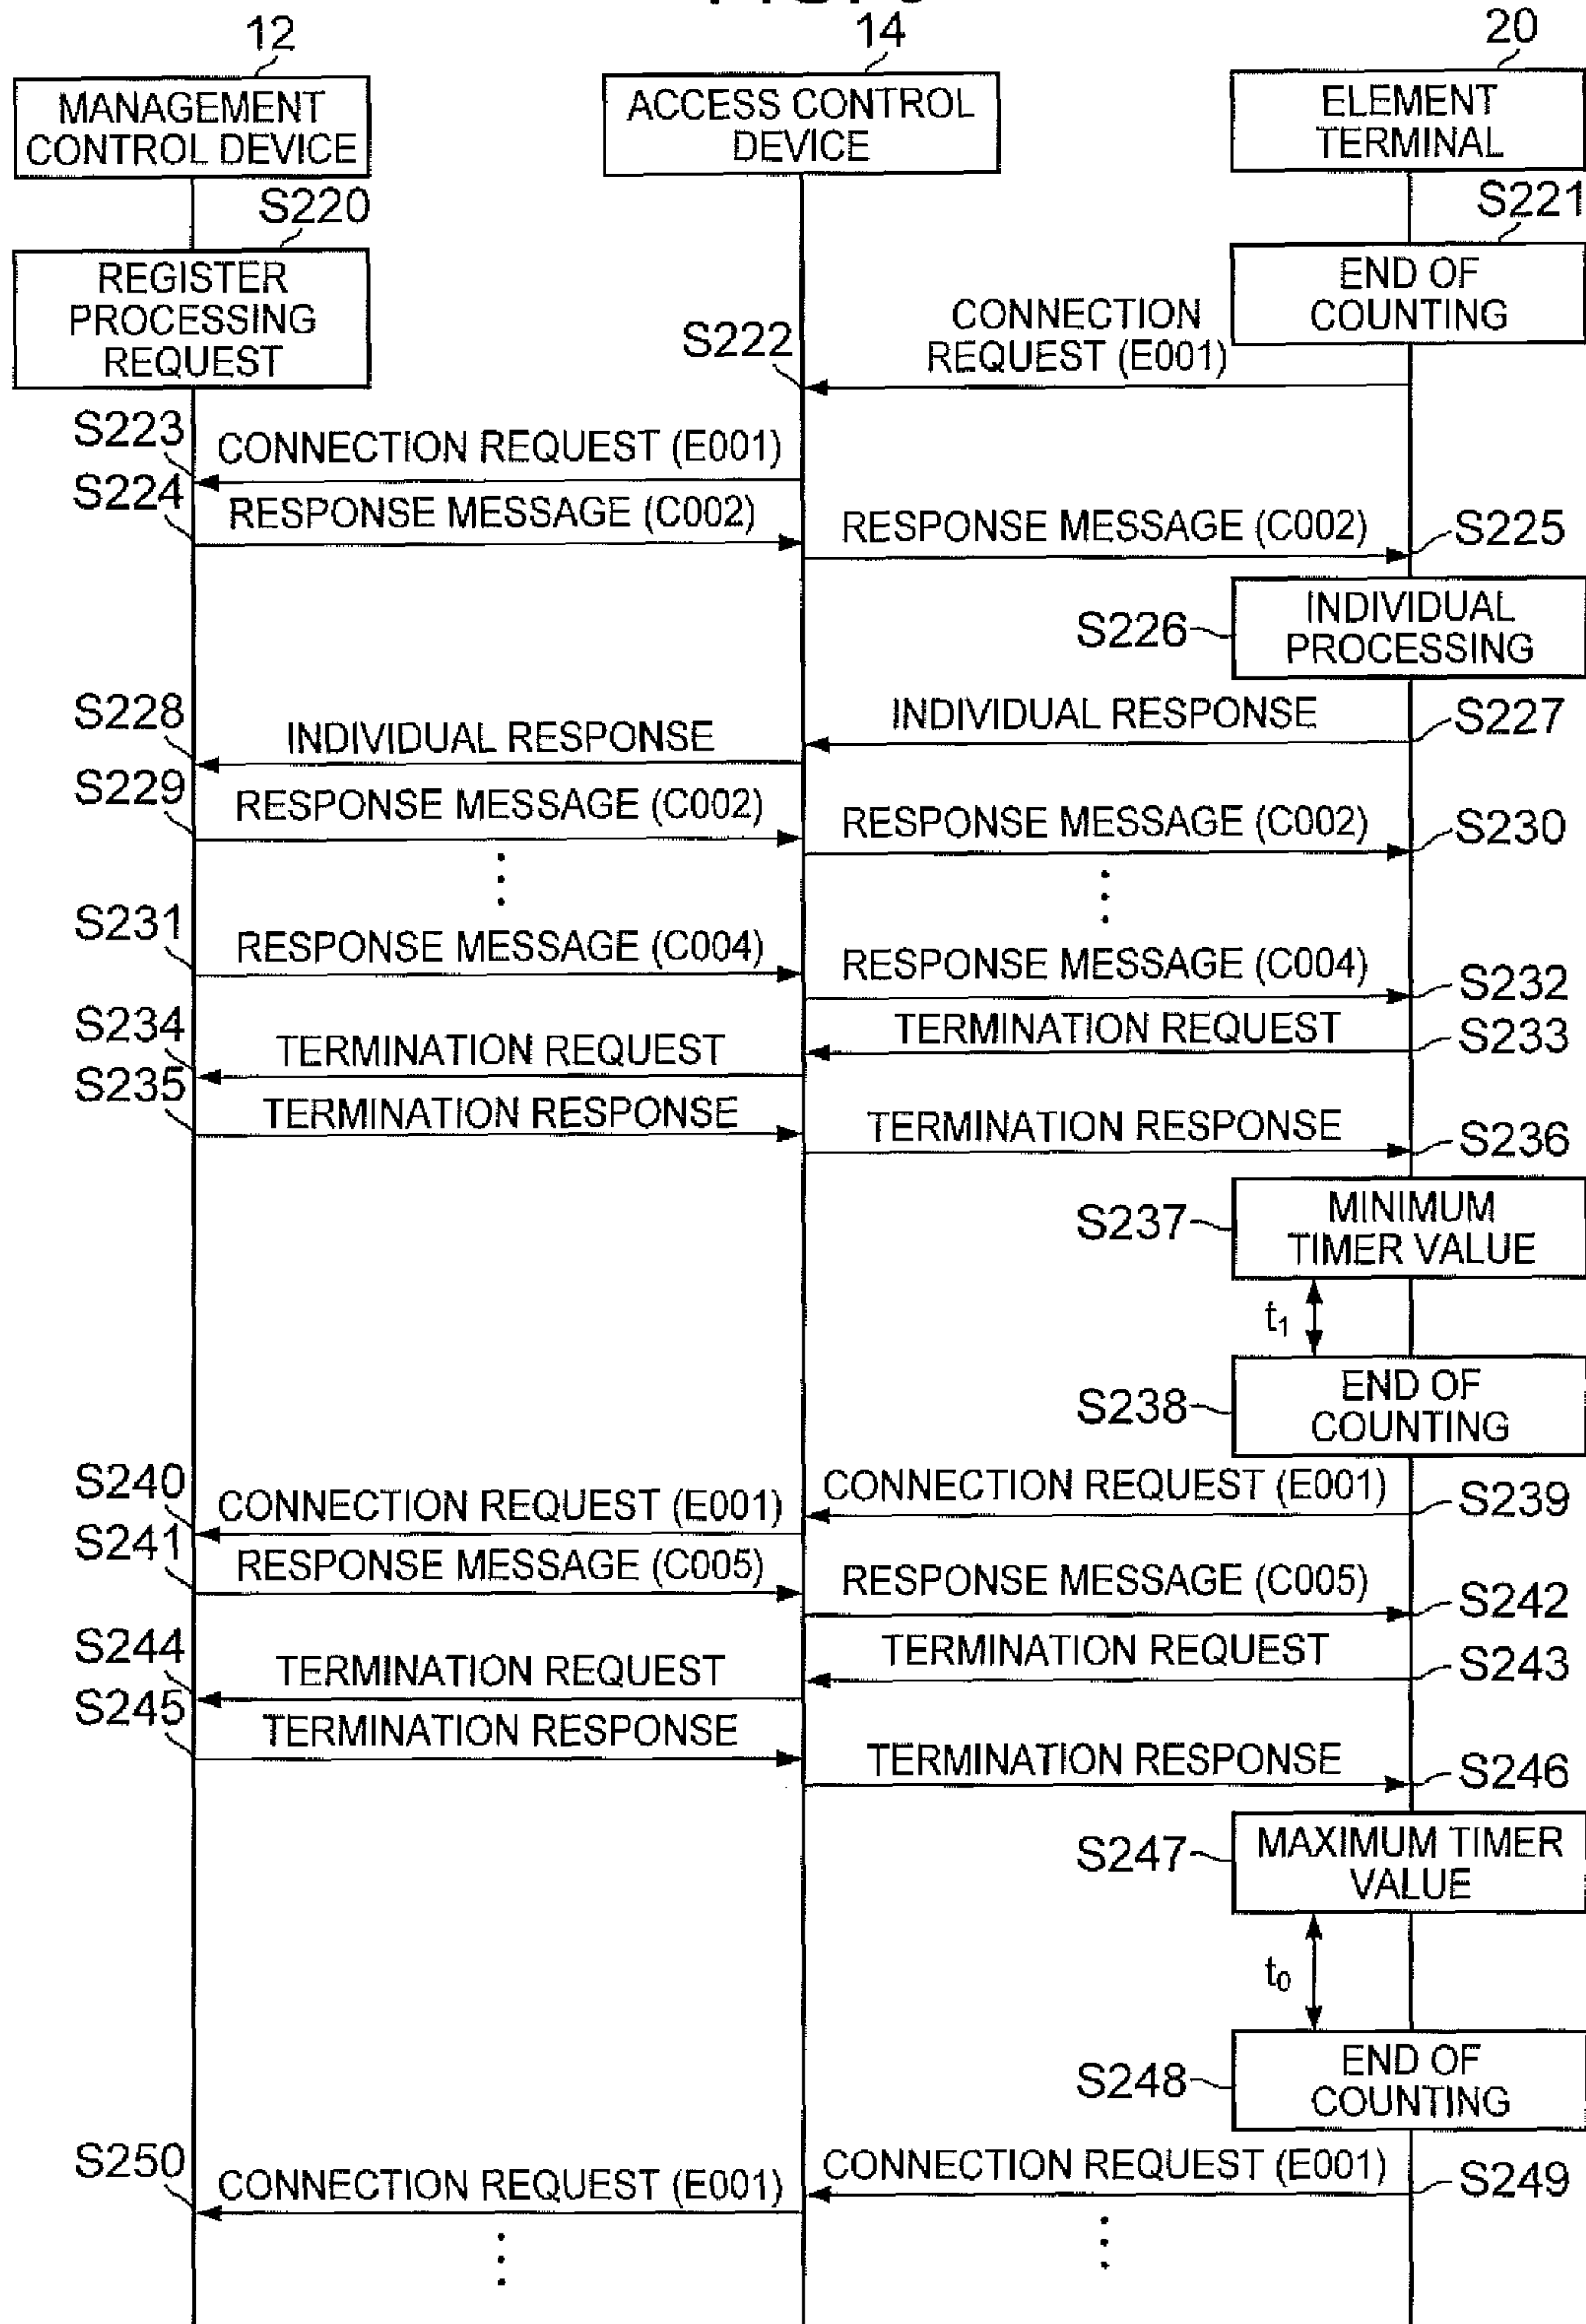 12
14
20
MANAGEMENT
CONTROL DEVICE
ACCESS CONTROL
DEVICE
ELEMENT
TERMINAL
S220
S221
REGISTER
PROCESSING
REQUEST
END OF
COUNTING
S222
CONNECTION
REQUEST (E001)
S223
CONNECTION REQUEST (E001)
S224
RESPONSE MESSAGE (C002)
RESPONSE MESSAGE (C002)
S225
S226
INDIVIDUAL
PROCESSING
S228
INDIVIDUAL RESPONSE
INDIVIDUAL RESPONSE
S227
S229
RESPONSE MESSAGE (C002)
RESPONSE MESSAGE (C002)
S230
S231
RESPONSE MESSAGE (C004)
RESPONSE MESSAGE (C004)
S232
S234
TERMINATION REQUEST
TERMINATION REQUEST
S233
S235
TERMINATION RESPONSE
TERMINATION RESPONSE
S236
S237
MINIMUM
TIMER VALUE
t1
S238
END OF
COUNTING
S240
CONNECTION REQUEST (E001)
CONNECTION REQUEST (E001)
S239
S241
RESPONSE MESSAGE (C005)
RESPONSE MESSAGE (C005)
S242
S244
TERMINATION REQUEST
TERMINATION REQUEST
S243
S245
TERMINATION RESPONSE
TERMINATION RESPONSE
S246
S247
MAXIMUM TIMER
VALUE
t0
S248
END OF
COUNTING
S250
CONNECTION REQUEST (E001)
CONNECTION REQUEST (E001)
S249